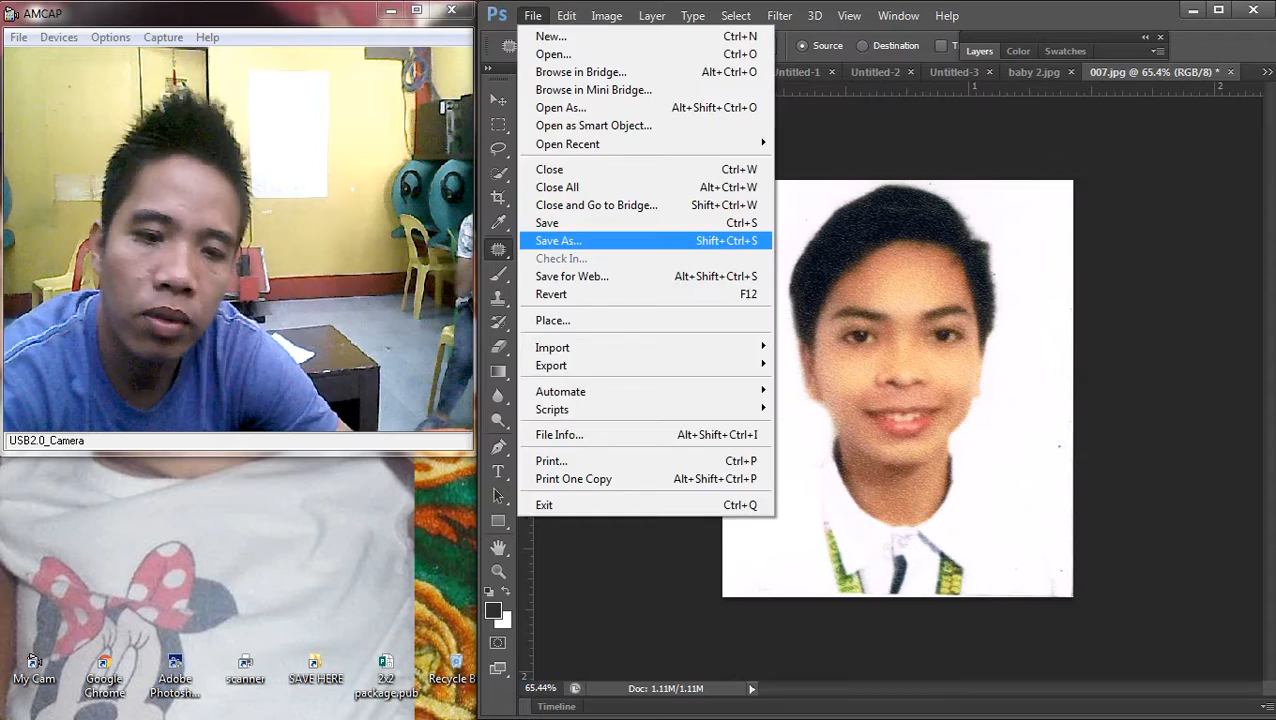 AMCAP
File Devices Options Capture Help
USB2.0_Camera
My Cam
Google Chrome
Adobe Photosh...
scanner
SAVE HERE
2x2 package.pub
Recycle B
Ps File Edit Image Layer Type Select Filter 3D View Window Help
Source Destination T
Layers Color Swatches
ntitled-1 × Untitled-2 × Untitled-3 × baby 2.jpg × 007.jpg @ 65.4% (RGB/8) * ×
1 2
New... Ctrl+N
Open... Ctrl+O
Browse in Bridge... Alt+Ctrl+O
Browse in Mini Bridge...
Open As... Alt+Shift+Ctrl+O
Open as Smart Object...
Open Recent
Close Ctrl+W
Close All Alt+Ctrl+W
Close and Go to Bridge... Shift+Ctrl+W
Save Ctrl+S
Save As... Shift+Ctrl+S
Check In...
Save for Web... Alt+Shift+Ctrl+S
Revert F12
Place...
Import
Export
Automate
Scripts
File Info... Alt+Shift+Ctrl+I
Print... Ctrl+P
Print One Copy Alt+Shift+Ctrl+P
Exit Ctrl+Q
2
65.44% Doc: 1.11M/1.11M
Timeline